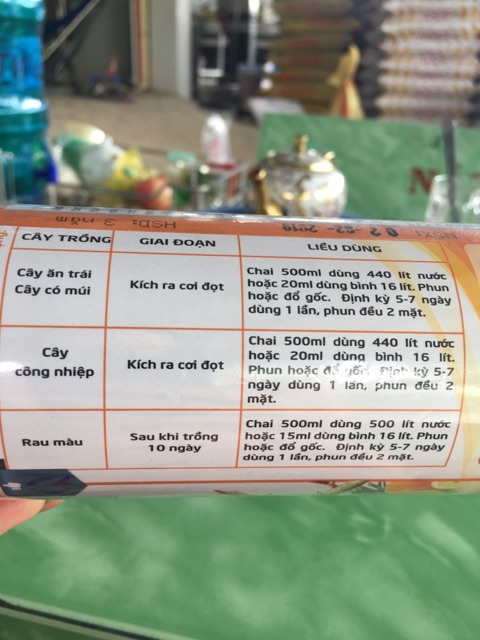 HSD: 3 năm
NSX: 02-02-2019
CÂY TRỒNG GIAI ĐOẠN LIỀU DÙNG
Cây ăn trái
Cây có múi
Kích ra cơi đọt
Chai 500ml dùng 440 lít nước
hoặc 20ml dùng bình 16 lít. Phun
hoặc đổ gốc. Định kỳ 5-7 ngày
dùng 1 lần, phun đều 2 mặt.
Cây
công nhiệp
Kích ra cơi đọt
Chai 500ml dùng 440 lít nước
hoặc 20ml dùng bình 16 lít.
Phun hoặc đổ gốc. Định kỳ 5-7
ngày dùng 1 lần, phun đều 2
mặt.
Rau màu
Sau khi trồng
10 ngày
Chai 500ml dùng 500 lít nước
hoặc 15ml dùng bình 16 lít. Phun
hoặc đổ gốc. Định kỳ 5-7 ngày
dùng 1 lần, phun đều 2 mặt.